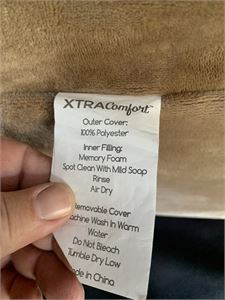 XTRAComfort™
Outer Cover:
100% Polyester
Inner Filling:
Memory Foam
Spot Clean With Mild Soap
Rinse
Air Dry
Removable Cover
Machine Wash In Warm
Water
Do Not Bleach
Tumble Dry Low
Made in China